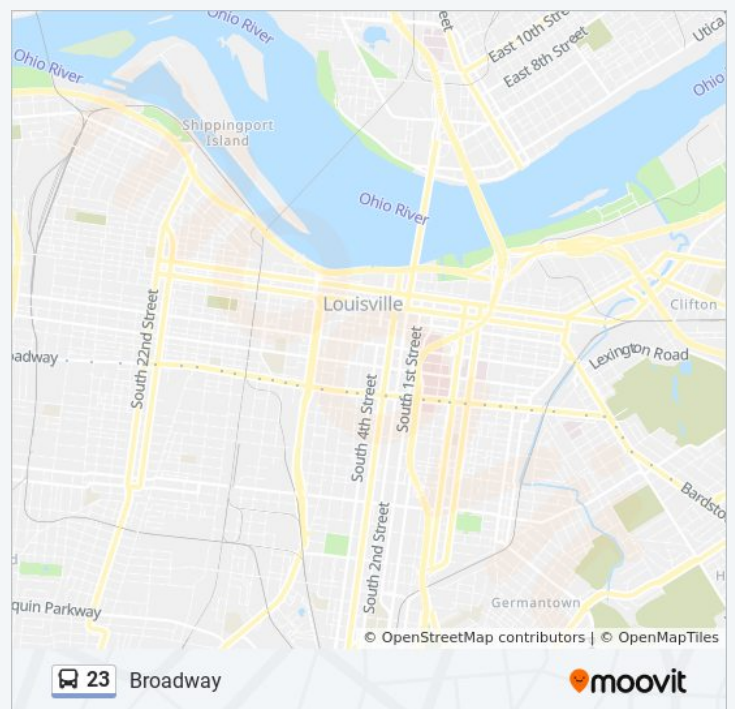 Ohio River
East 10th Stre
Utica
East 8th Street
Ohio River
Ohio
Shippingport
Island
Ohio River
Louisville
Clifton
Lexington Road
oadway
South 22nd Street
South 1st Street
South 4th Street
Bardsto
South 2nd Street
Germantown
H
quin Parkway
© OpenStreetMap contributors | © OpenMapTiles
23 Broadway
moovit